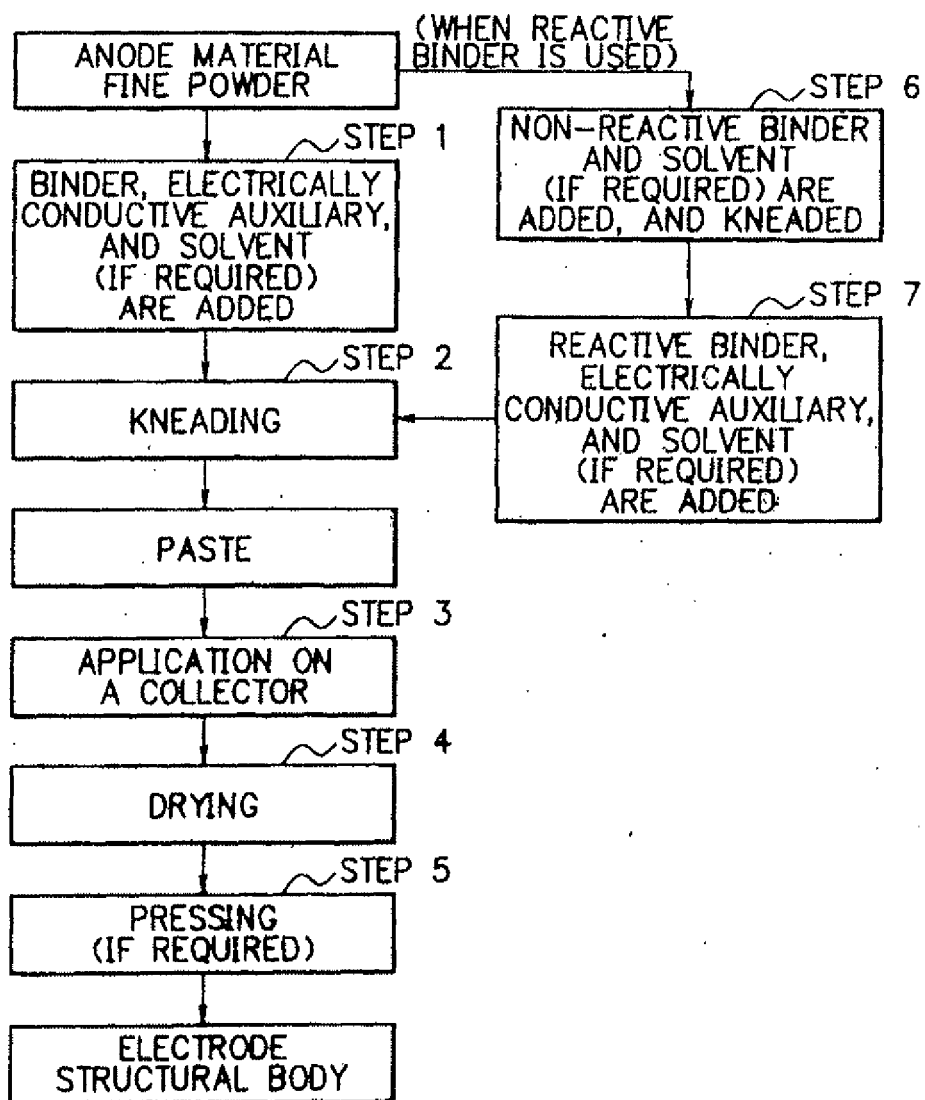 ANODE MATERIAL
FINE POWDER
(WHEN REACTIVE
BINDER IS USED)
STEP 1
BINDER, ELECTRICALLY
CONDUCTIVE AUXILIARY,
AND SOLVENT
(IF REQUIRED)
ARE ADDED
STEP 6
NON-REACTIVE BINDER
AND SOLVENT
(IF REQUIRED) ARE
ADDED, AND KNEADED
STEP 7
REACTIVE BINDER,
ELECTRICALLY
CONDUCTIVE AUXILIARY,
AND SOLVENT
(IF REQUIRED)
ARE ADDED
STEP 2
KNEADING
PASTE
STEP 3
APPLICATION ON
A COLLECTOR
STEP 4
DRYING
STEP 5
PRESSING
(IF REQUIRED)
ELECTRODE
STRUCTURAL BODY